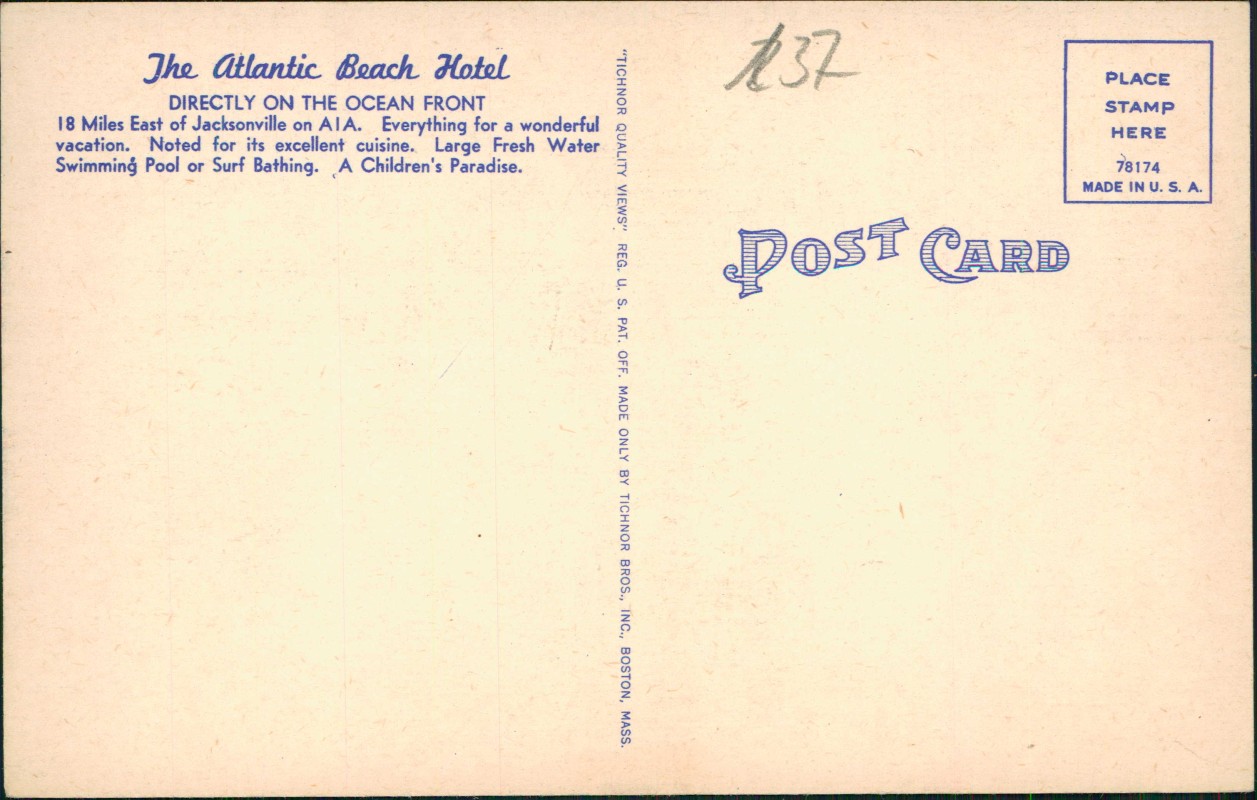 The Atlantic Beach Hotel
DIRECTLY ON THE OCEAN FRONT
18 Miles East of Jacksonville on A1A. Everything for a wonderful
vacation. Noted for its excellent cuisine. Large Fresh Water
Swimming Pool or Surf Bathing. A Children's Paradise.
"TICHNOR QUALITY VIEWS" REG. U. S. PAT. OFF. MADE ONLY BY TICHNOR BROS., INC., BOSTON, MASS.
37
PLACE
STAMP
HERE
78174
MADE IN U. S. A.
POST CARD